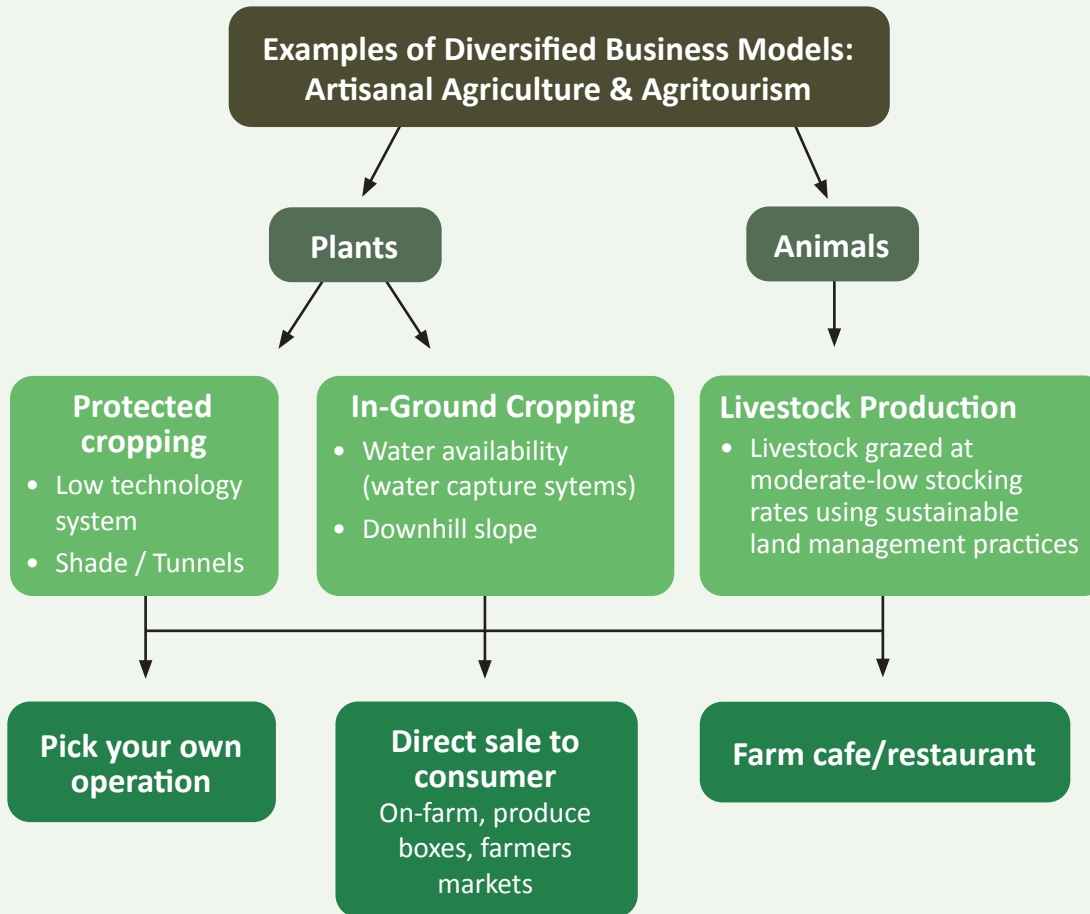 Examples of Diversified Business Models:
Artisanal Agriculture & Agritourism
Plants
Animals
Protected
cropping
• Low technology
system
• Shade / Tunnels
In-Ground Cropping
• Water availability
(water capture sytems)
• Downhill slope
Livestock Production
• Livestock grazed at
moderate-low stocking
rates using sustainable
land management practices
Pick your own
operation
Direct sale to
consumer
On-farm, produce
boxes, farmers
markets
Farm cafe/restaurant